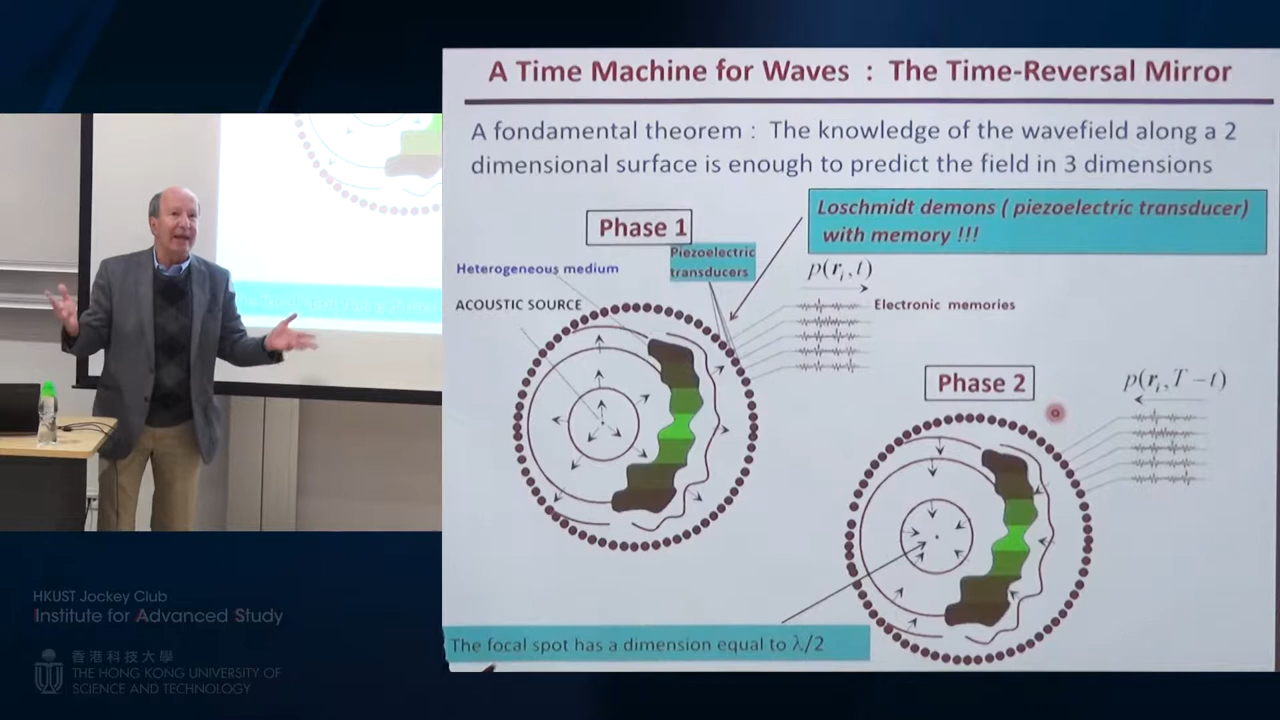 A Time Machine for Waves : The Time-Reversal Mirror
A fondamental theorem : The knowledge of the wavefield along a 2
dimensional surface is enough to predict the field in 3 dimensions
Loschmidt demons ( piezoelectric transducer)
with memory !!!
Phase 1
Piezoelectric
transducers
Heterogeneous medium
p(rᵢ,t)
ACOUSTIC SOURCE
Electronic memories
Phase 2
p(rᵢ,T−t)
The focal spot has a dimension equal to λ/2
HKUST Jockey Club
Institute for Advanced Study
香港科技大學
THE HONG KONG UNIVERSITY OF
SCIENCE AND TECHNOLOGY